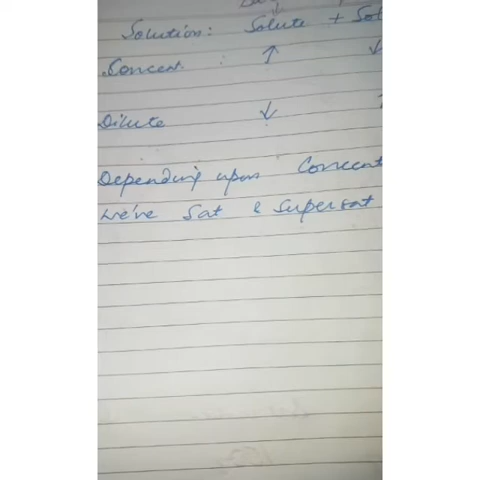 Solution: Solute + Sol
Concent : ↑ ↓
Dilute ↓
Depending upon Concent
We've Sat & Supersat